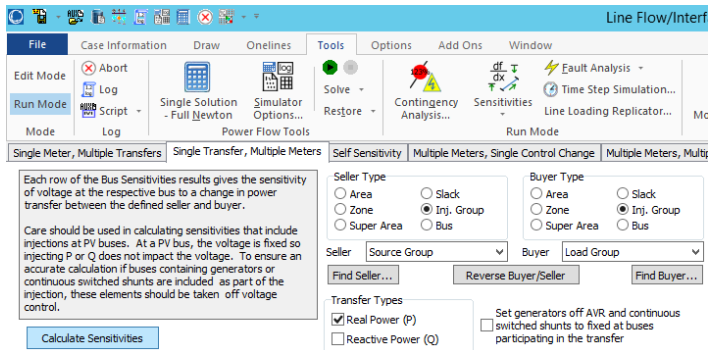 Line Flow/Interf
File Case Information Draw Onelines Tools Options Add Ons Window
Edit Mode
Run Mode
Mode
Abort
Log
Script
Log
Single Solution
- Full Newton
Simulator
Options...
Power Flow Tools
Solve
Restore
Contingency
Analysis...
df
dx
Sensitivities
Fault Analysis
Time Step Simulation...
Line Loading Replicator...
Run Mode
Mo
Single Meter, Multiple Transfers Single Transfer, Multiple Meters Self Sensitivity Multiple Meters, Single Control Change Multiple Meters, Multip
Each row of the Bus Sensitivities results gives the sensitivity
of voltage at the respective bus to a change in power
transfer between the defined seller and buyer.
Care should be used in calculating sensitivities that include
injections at PV buses. At a PV bus, the voltage is fixed so
injecting P or Q does not impact the voltage. To ensure an
accurate calculation if buses containing generators or
continuous switched shunts are included as part of the
injection, these elements should be taken off voltage
control.
Calculate Sensitivities
Seller Type
Area Slack
Zone Inj. Group
Super Area Bus
Buyer Type
Area Slack
Zone Inj. Group
Super Area Bus
Seller Source Group Buyer Load Group
Find Seller... Reverse Buyer/Seller Find Buyer...
Transfer Types
Real Power (P)
Reactive Power (Q)
Set generators off AVR and continuous
switched shunts to fixed at buses
participating in the transfer